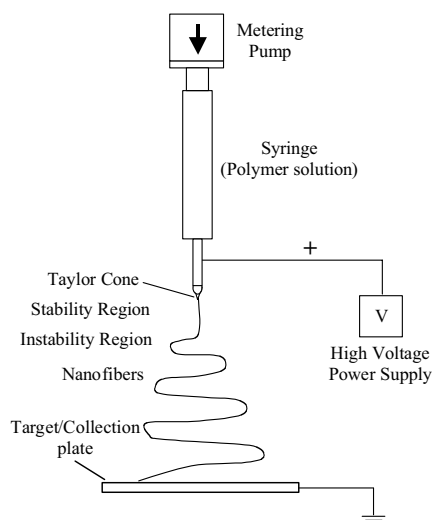 Metering
Pump
Syringe
(Polymer solution)
+
Taylor Cone
Stability Region
V
Instability Region
High Voltage
Power Supply
Nanofibers
Target/Collection
plate